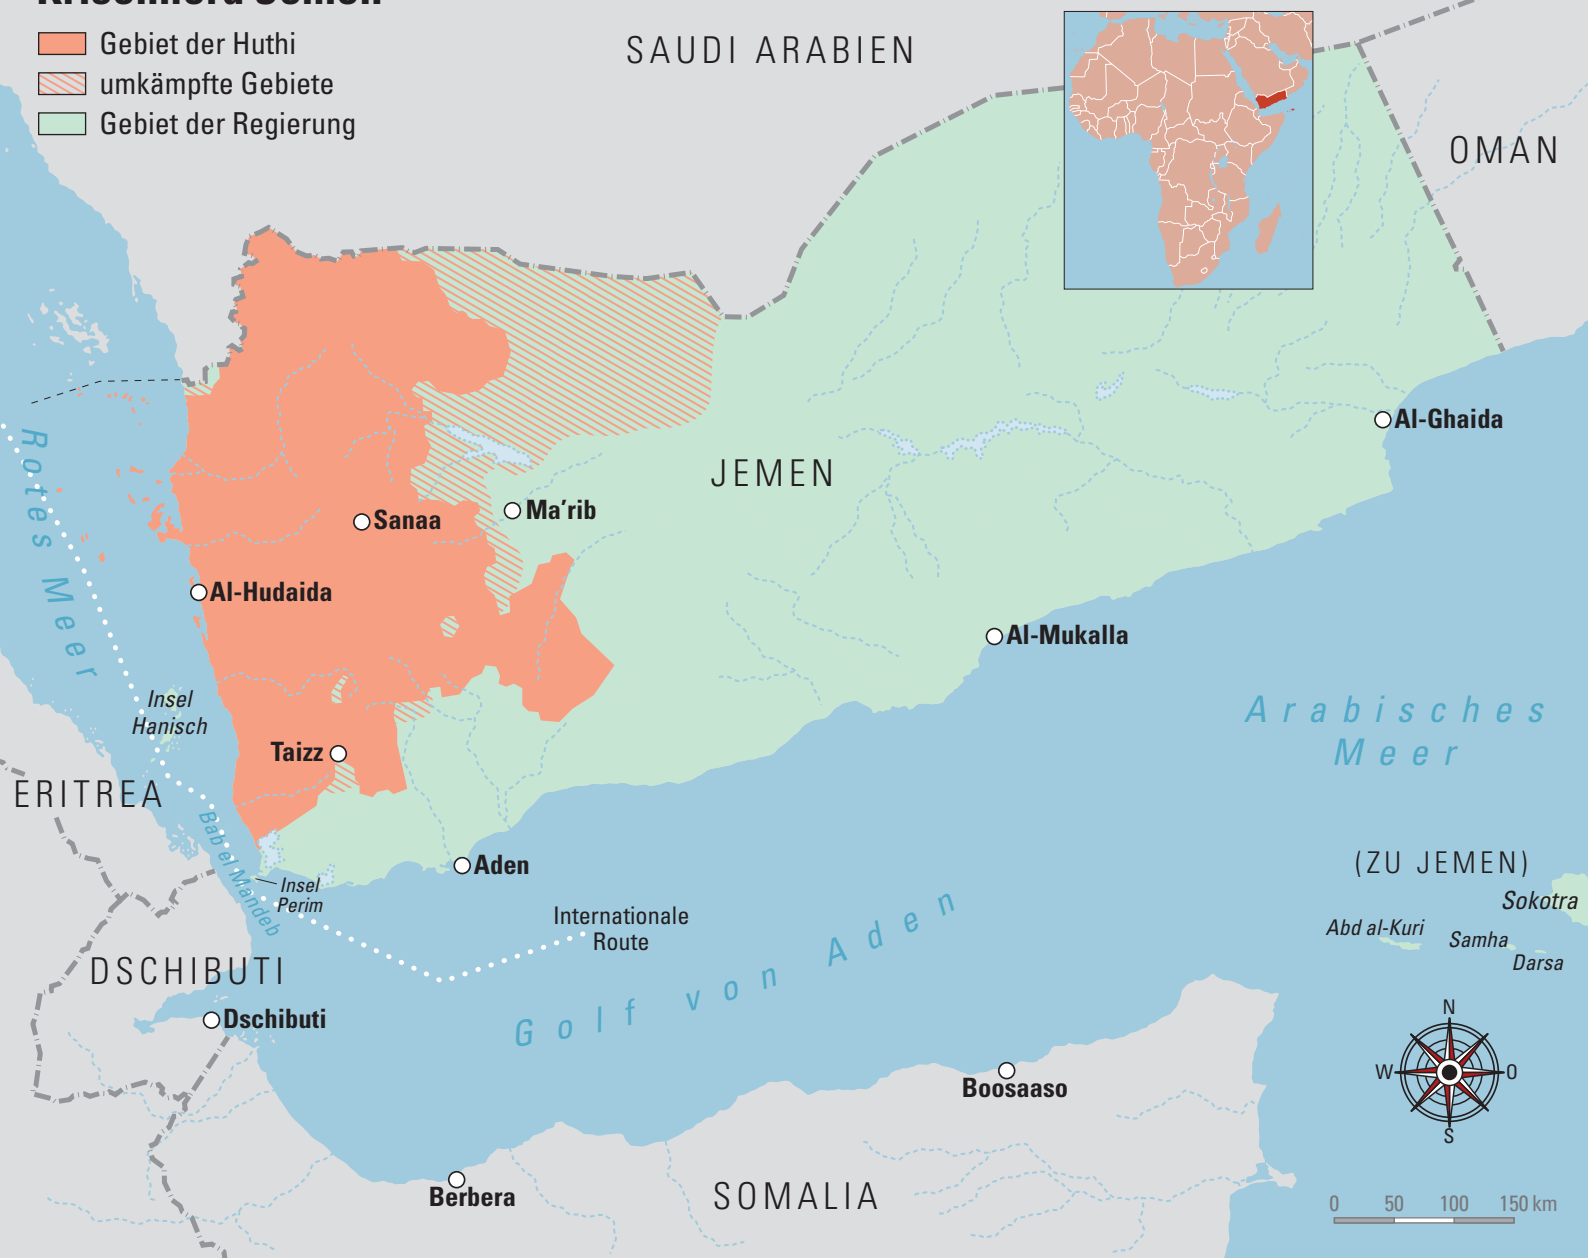 Krisenherd Jemen
Gebiet der Huthi
umkämpfte Gebiete
Gebiet der Regierung
SAUDI ARABIEN
OMAN
Rotes Meer
JEMEN
Al-Ghaida
Ma’rib
Sanaa
Al-Hudaida
Al-Mukalla
Insel
Hanisch
Arabisches
Meer
Taizz
ERITREA
Bab el Mandeb
Aden
Insel
Perim
(ZU JEMEN)
Sokotra
Abd al-Kuri
Samha
Darsa
Internationale
Route
Golf von Aden
DSCHIBUTI
Dschibuti
N
W
O
S
Boosaaso
Berbera
SOMALIA
0 50 100 150 km